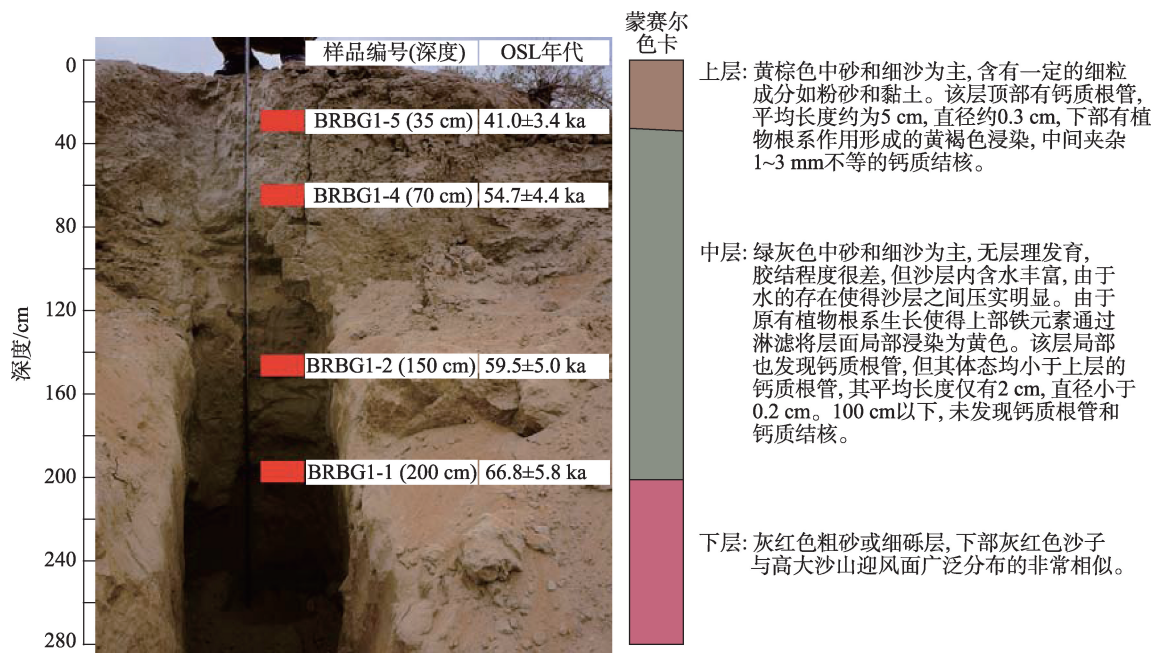 样品编号(深度) OSL年代
BRBG1-5 (35 cm) 41.0±3.4 ka
BRBG1-4 (70 cm) 54.7±4.4 ka
BRBG1-2 (150 cm) 59.5±5.0 ka
BRBG1-1 (200 cm) 66.8±5.8 ka
深度/cm
0
40
80
120
160
200
240
280
蒙赛尔
色卡
上层: 黄棕色中砂和细沙为主, 含有一定的细粒
成分如粉砂和黏土。该层顶部有钙质根管,
平均长度约为5 cm, 直径约0.3 cm, 下部有植
物根系作用形成的黄褐色浸染, 中间夹杂
1~3 mm不等的钙质结核。
中层: 绿灰色中砂和细沙为主, 无层理发育,
胶结程度很差, 但沙层内含水丰富, 由于
水的存在使得沙层之间压实明显。由于
原有植物根系生长使得上部铁元素通过
淋滤将层面局部浸染为黄色。该层局部
也发现钙质根管, 但其体态均小于上层的
钙质根管, 其平均长度仅有2 cm, 直径小于
0.2 cm。100 cm以下, 未发现钙质根管和
钙质结核。
下层: 灰红色粗砂或细砾层, 下部灰红色沙子
与高大沙山迎风面广泛分布的非常相似。